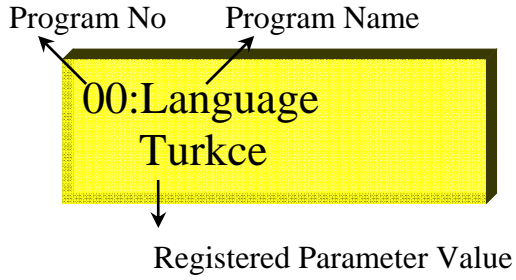 Program No Program Name
00:Language
Turkce
Registered Parameter Value